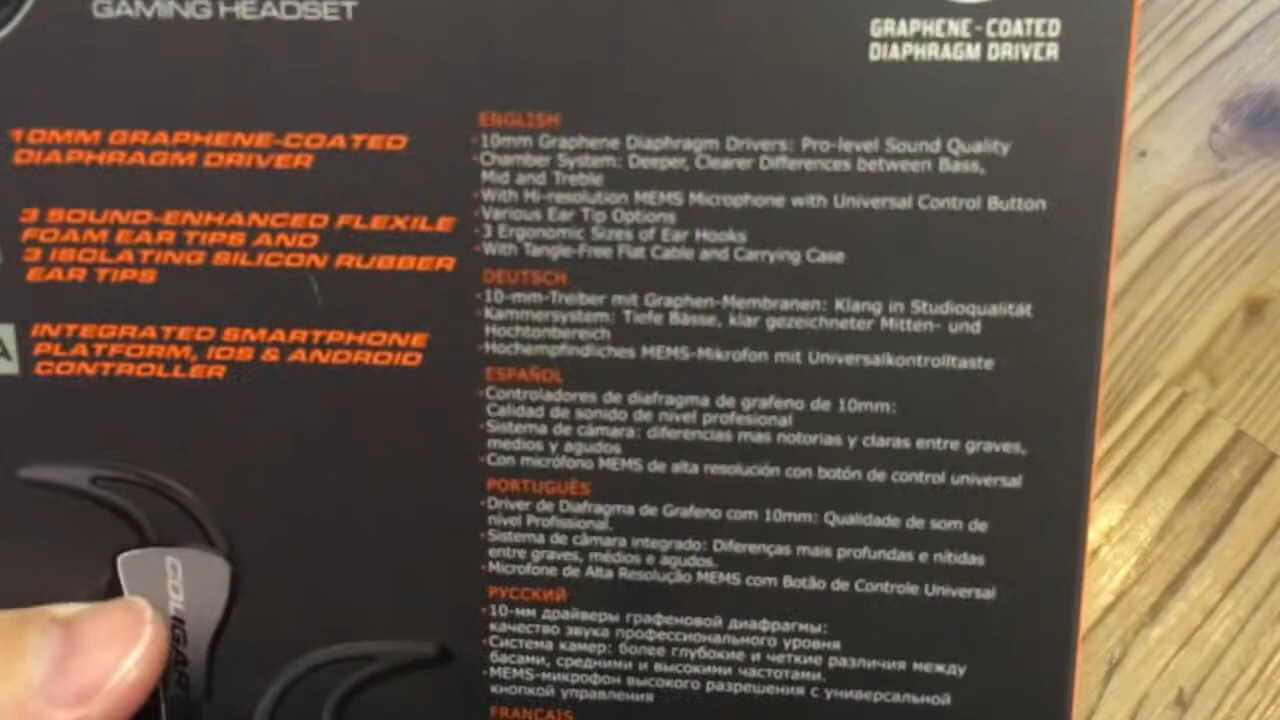 GAMING HEADSET
GRAPHENE-COATED
DIAPHRAGM DRIVER
10MM GRAPHENE-COATED
DIAPHRAGM DRIVER
3 SOUND-ENHANCED FLEXILE
FOAM EAR TIPS AND
3 ISOLATING SILICON RUBBER
EAR TIPS
A
INTEGRATED SMARTPHONE
PLATFORM, IOS & ANDROID
CONTROLLER
COUGAR
ENGLISH
·10mm Graphene Diaphragm Drivers: Pro-level Sound Quality
·Chamber System: Deeper, Clearer Differences between Bass,
Mid and Treble
·With Hi-resolution MEMS Microphone with Universal Control Button
·Various Ear Tip Options
·3 Ergonomic Sizes of Ear Hooks
·With Tangle-Free Flat Cable and Carrying Case
DEUTSCH
·10-mm-Treiber mit Graphen-Membranen: Klang in Studioqualität
·Kammersystem: Tiefe Bässe, klar gezeichneter Mitten- und
Hochtonbereich
·Hochempfindliches MEMS-Mikrofon mit Universalkontrolltaste
ESPAÑOL
·Controladores de diafragma de grafeno de 10mm:
Calidad de sonido de nivel profesional
·Sistema de cámara: diferencias mas notorias y claras entre graves,
medios y agudos
·Con micrófono MEMS de alta resolución con botón de control universal
PORTUGUÊS
·Driver de Diafragma de Grafeno com 10mm: Qualidade de som de
nível Profissional.
·Sistema de câmara integrado: Diferenças mais profundas e nítidas
entre graves, médios e agudos.
·Microfone de Alta Resolução MEMS com Botão de Controle Universal
РУССКИЙ
·10-мм драйверы графеновой диафрагмы:
качество звука профессионального уровня
·Система камер: более глубокие и четкие различия между
басами, средними и высокими частотами.
·MEMS-микрофон высокого разрешения с универсальной
кнопкой управления
FRANÇAIS